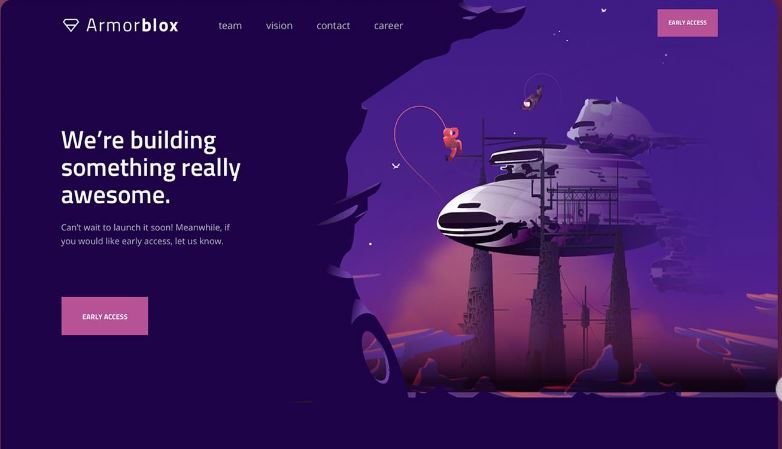 Armorblox
team
vision
contact
career
EARLY ACCESS
We're building
something really
awesome.
Can't wait to launch it soon! Meanwhile, if
you would like early access, let us know.
EARLY ACCESS